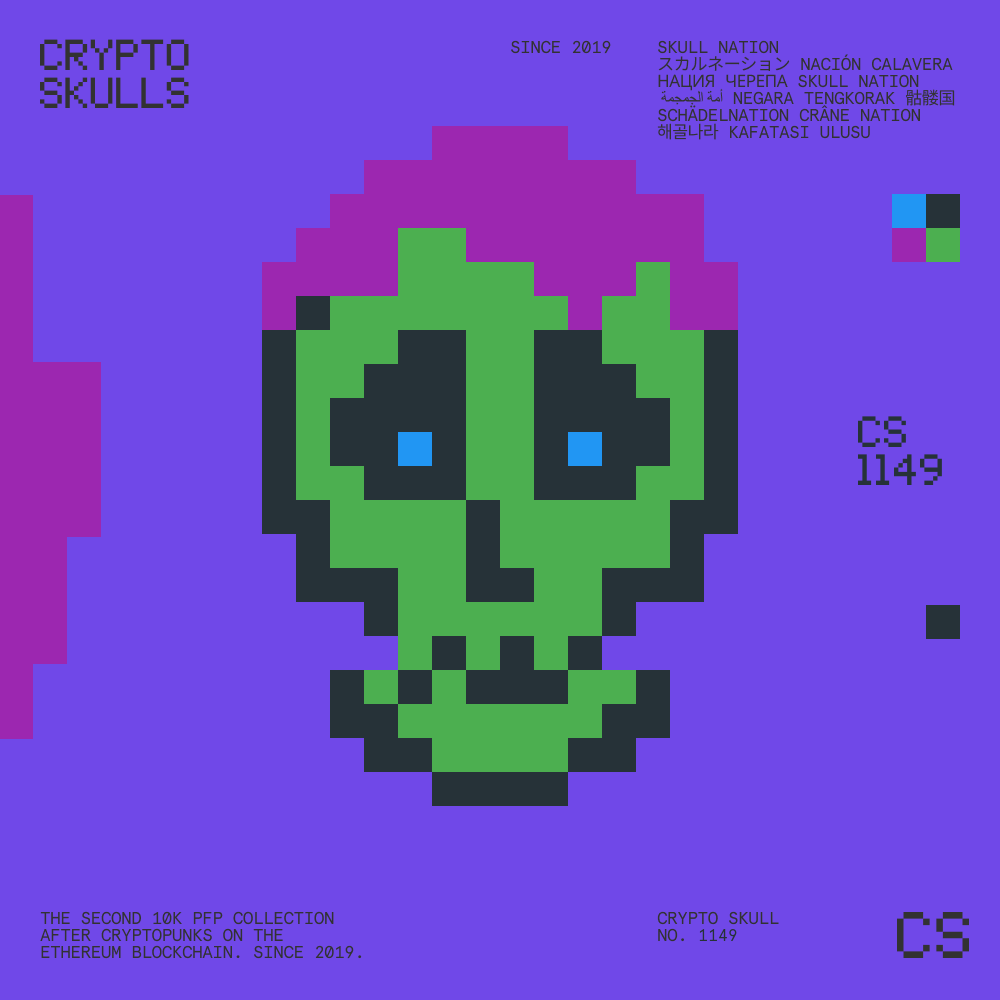 CRYPTO
SKULLS
SINCE 2019
SKULL NATION
スカルネーション NACIÓN CALAVERA
НАЦИЯ ЧЕРЕПА SKULL NATION
أمة الجمجمة NEGARA TENGKORAK 骷髅国
SCHÄDELNATION CRÂNE NATION
해골나라 KAFATASI ULUSU
CS
1149
THE SECOND 10K PFP COLLECTION
AFTER CRYPTOPUNKS ON THE
ETHEREUM BLOCKCHAIN. SINCE 2019.
CRYPTO SKULL
NO. 1149
CS